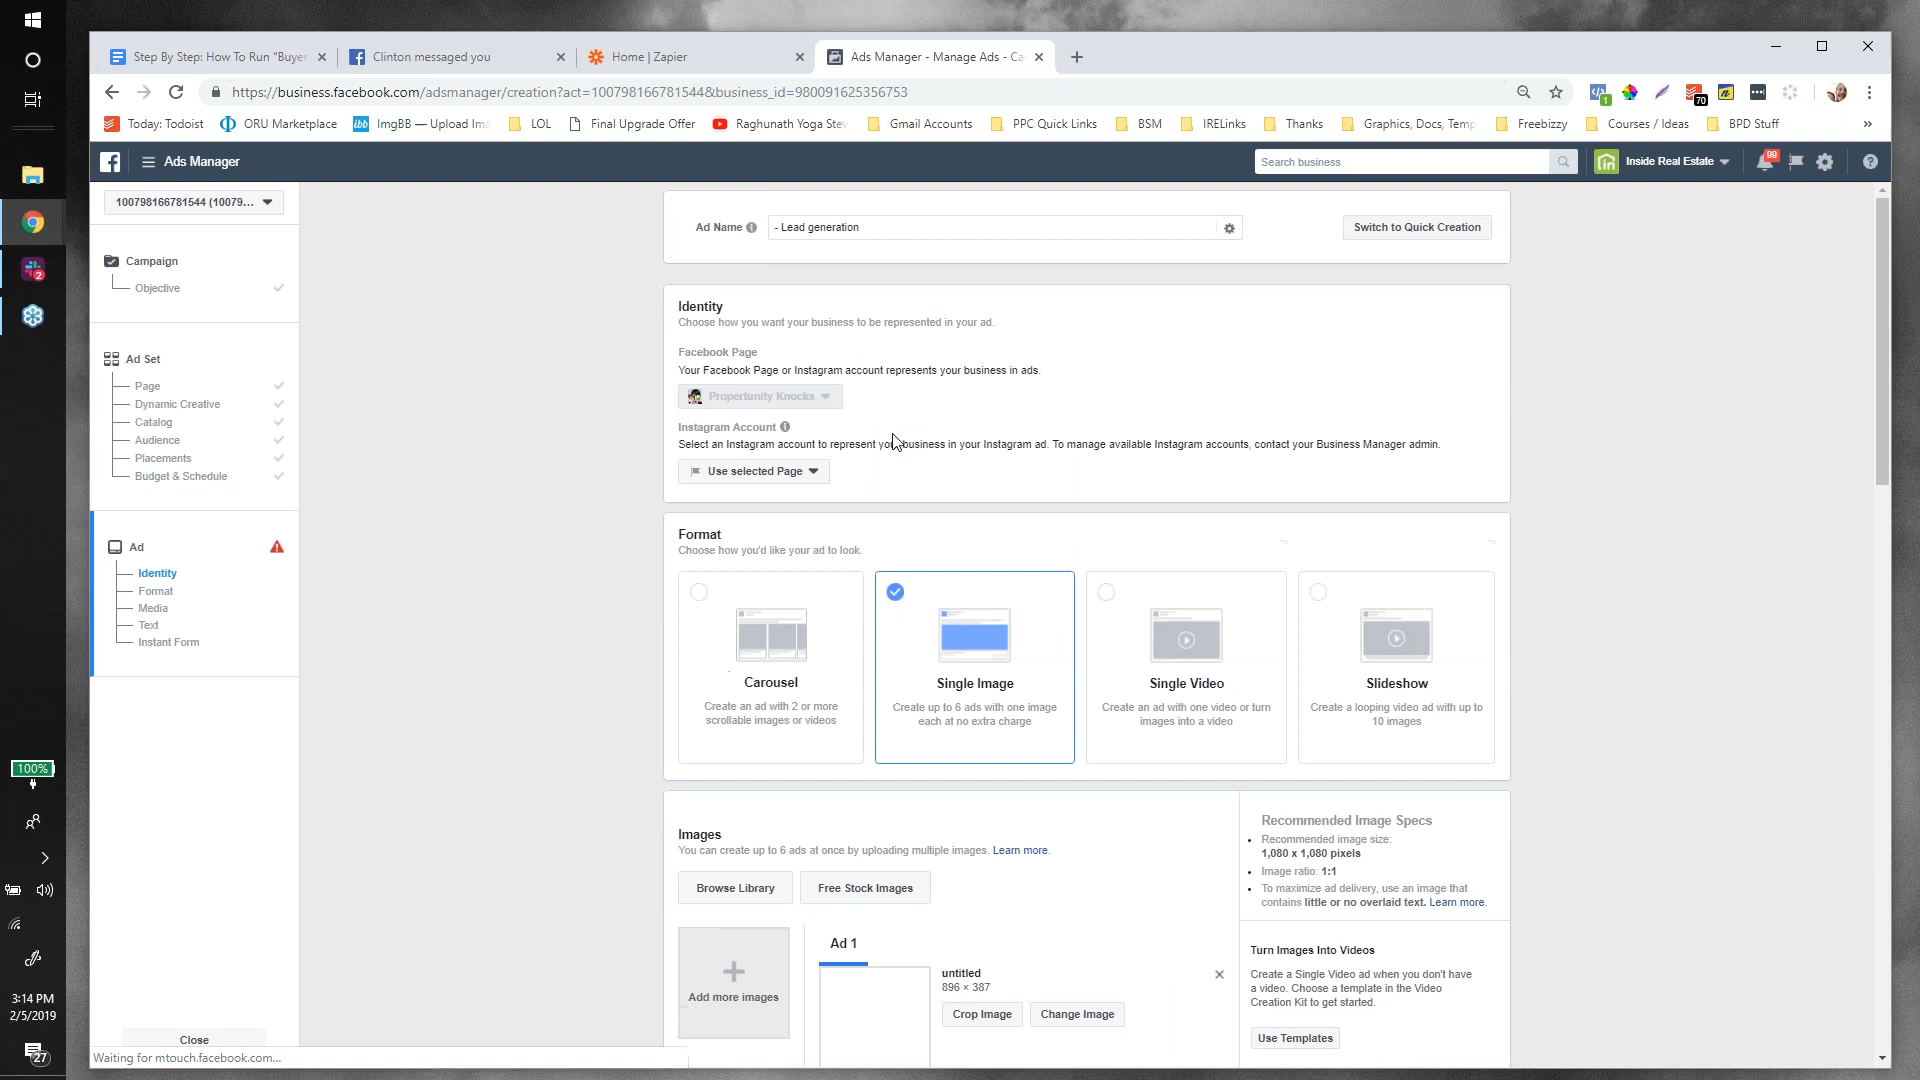 Step By Step: How To Run "Buyer
Clinton messaged you
Home | Zapier
Ads Manager - Manage Ads - Ca
https://business.facebook.com/adsmanager/creation?act=100798166781544&business_id=980091625356753
1
70
Today: Todoist
ORU Marketplace
ibb
ImgBB — Upload Ima
LOL
Final Upgrade Offer
Raghunath Yoga Stev
Gmail Accounts
PPC Quick Links
BSM
IRELinks
Thanks
Graphics, Docs, Temp
Freebizzy
Courses / Ideas
BPD Stuff
»
Ads Manager
Search business
Inside Real Estate
99
100798166781544 (10079...
Campaign
Objective
Ad Set
Page
Dynamic Creative
Catalog
Audience
Placements
Budget & Schedule
Ad
Identity
Format
Media
Text
Instant Form
Close
Waiting for mtouch.facebook.com...
Ad Name
- Lead generation
Switch to Quick Creation
Identity
Choose how you want your business to be represented in your ad.
Facebook Page
Your Facebook Page or Instagram account represents your business in ads.
Propertunity Knocks
Instagram Account
Select an Instagram account to represent your business in your Instagram ad. To manage available Instagram accounts, contact your Business Manager admin.
Use selected Page
Format
Choose how you'd like your ad to look.
Carousel
Create an ad with 2 or more
scrollable images or videos
Single Image
Create up to 6 ads with one image
each at no extra charge
Single Video
Create an ad with one video or turn
images into a video
Slideshow
Create a looping video ad with up to
10 images
Images
You can create up to 6 ads at once by uploading multiple images. Learn more.
Browse Library
Free Stock Images
Add more images
Ad 1
untitled
896 × 387
Crop Image
Change Image
Recommended Image Specs
Recommended image size:
1,080 x 1,080 pixels
Image ratio: 1:1
To maximize ad delivery, use an image that
contains little or no overlaid text. Learn more.
Turn Images Into Videos
Create a Single Video ad when you don't have
a video. Choose a template in the Video
Creation Kit to get started.
Use Templates
2
100%
3:14 PM
2/5/2019
27